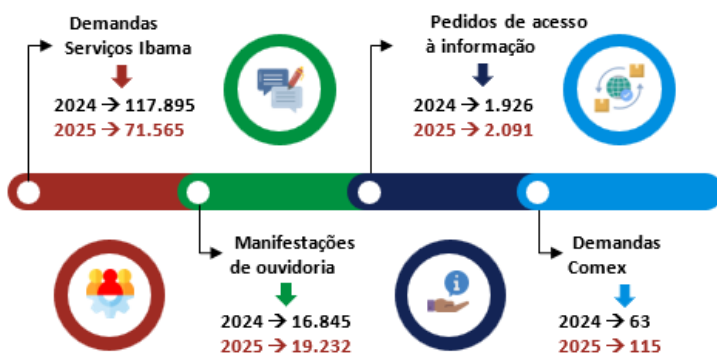 Demandas
Serviços Ibama
2024 → 117.895
2025 → 71.565
Manifestações
de ouvidoria
2024 → 16.845
2025 → 19.232
Pedidos de acesso
à informação
2024 → 1.926
2025 → 2.091
Demandas
Comex
2024 → 63
2025 → 115